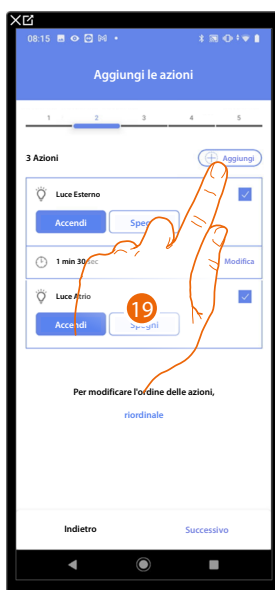 08:15
Aggiungi le azioni
1 2 3 4 5
3 Azioni
Aggiungi
Luce Esterno
Accendi
Spegni
1 min 30 sec
Modifica
Luce Atrio
Accendi
Spegni
19
Per modificare l'ordine delle azioni,
riordinale
Indietro
Successivo